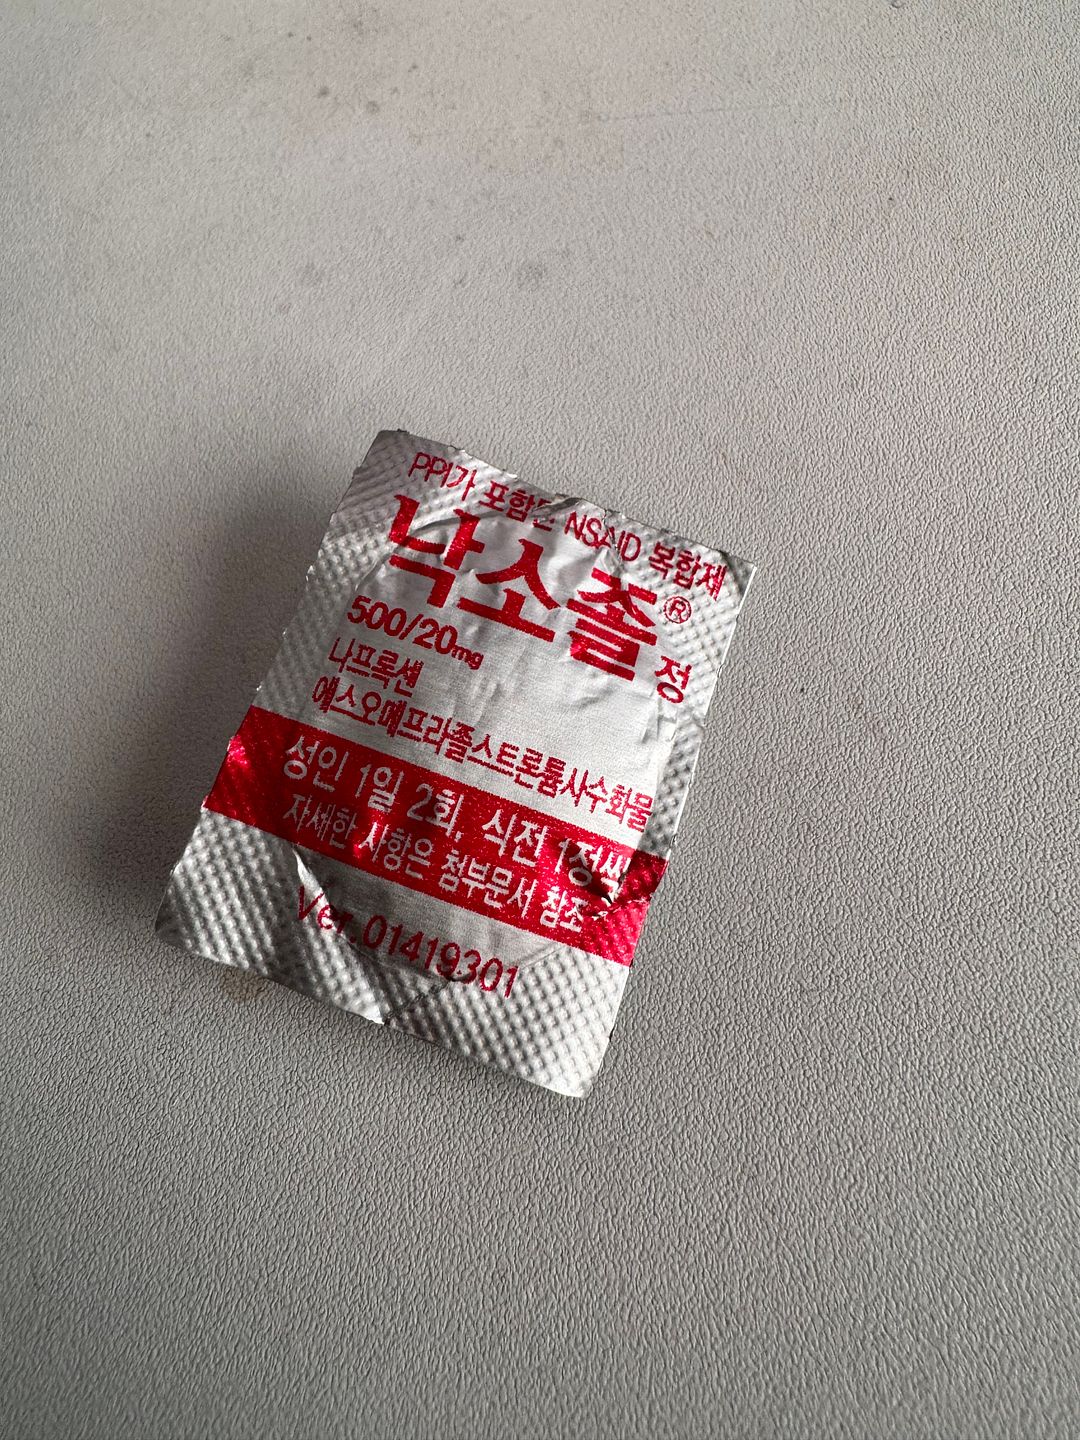 PPI가 포함된 NSAID 복합제
낙소졸® 정
500/20mg
나프록센
에스오메프라졸스트론튬사수화물
성인 1일 2회, 식전 1정씩
자세한 사항은 첨부문서 참조
Ver.01419301